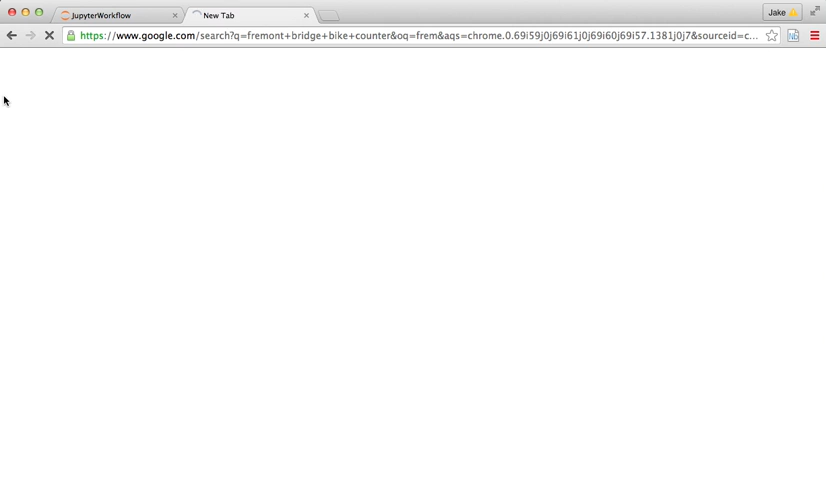 JupyterWorkflow
New Tab
Jake
https://www.google.com/search?q=fremont+bridge+bike+counter&oq=frem&aqs=chrome.0.69i59j0j69i61j0j69i60j69i57.1381j0j7&sourceid=c...
Nb